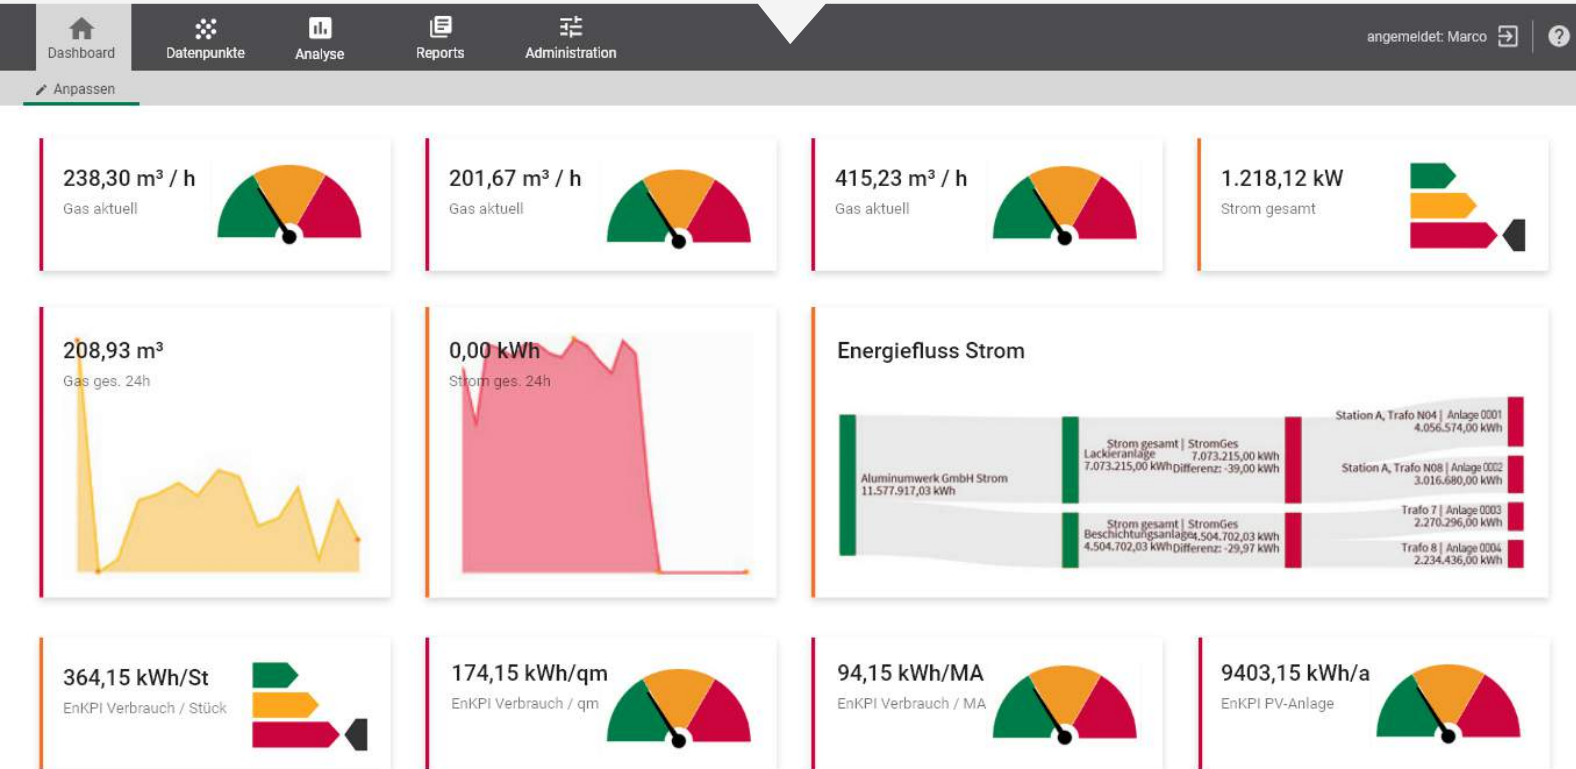 Dashboard
Datenpunkte
Analyse
Reports
Administration
angemeldet: Marco
?
Anpassen
238,30 m³ / h
Gas aktuell
201,67 m³ / h
Gas aktuell
415,23 m³ / h
Gas aktuell
1.218,12 kW
Strom gesamt
208,93 m³
Gas ges. 24h
0,00 kWh
Strom ges. 24h
Energiefluss Strom
Aluminumwerk GmbH Strom
11.577.917,03 kWh
Strom gesamt | StromGes
Lackieranlage
7.073.215,00 kWh
7.073.215,00 kWh
Differenz: -39,00 kWh
Strom gesamt | StromGes
Beschichtungsanlage
4.504.702,03 kWh
4.504.702,03 kWh
Differenz: -29,97 kWh
Station A, Trafo N04 | Anlage 0001
4.056.574,00 kWh
Station A, Trafo N08 | Anlage 0002
3.016.680,00 kWh
Trafo 7 | Anlage 0003
2.270.296,00 kWh
Trafo 8 | Anlage 0004
2.234.436,00 kWh
364,15 kWh/St
EnKPI Verbrauch / Stück
174,15 kWh/qm
EnKPI Verbrauch / qm
94,15 kWh/MA
EnKPI Verbrauch / MA
9403,15 kWh/a
EnKPI PV-Anlage